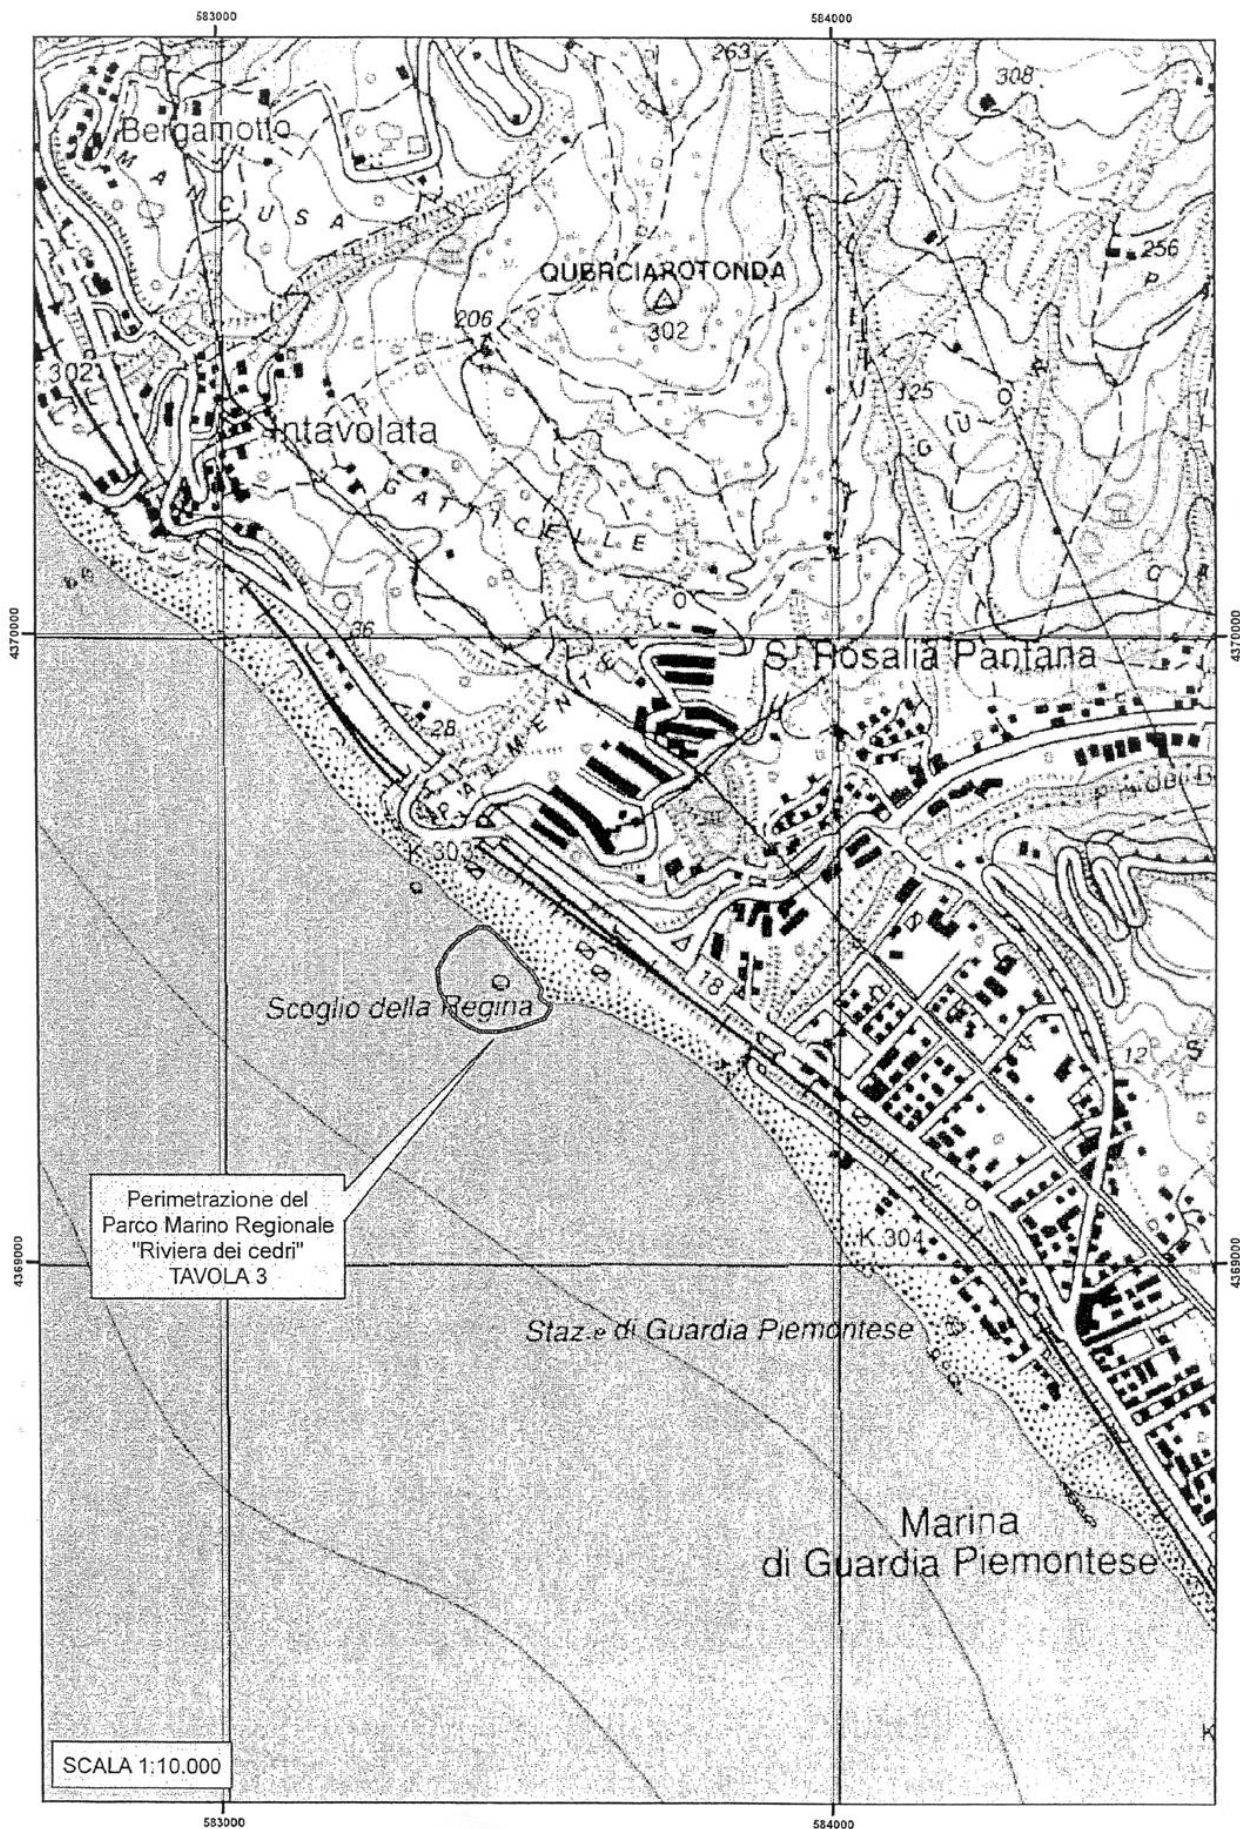 583000
584000
263
308
Bergamotto
MANCUSA
256
QUERCIAROTONDA
302
206
302
125
Intavolata
GATTICELLE
4370000
4370000
36
S. Rosalia Pantana
28
K.303
18
Scoglio della Regina
12
Perimetrazione del
Parco Marino Regionale
"Riviera dei cedri"
TAVOLA 3
K.304
4369000
4369000
Staz.e di Guardia Piemontese
Marina
di Guardia Piemontese
K
SCALA 1:10.000
583000
584000